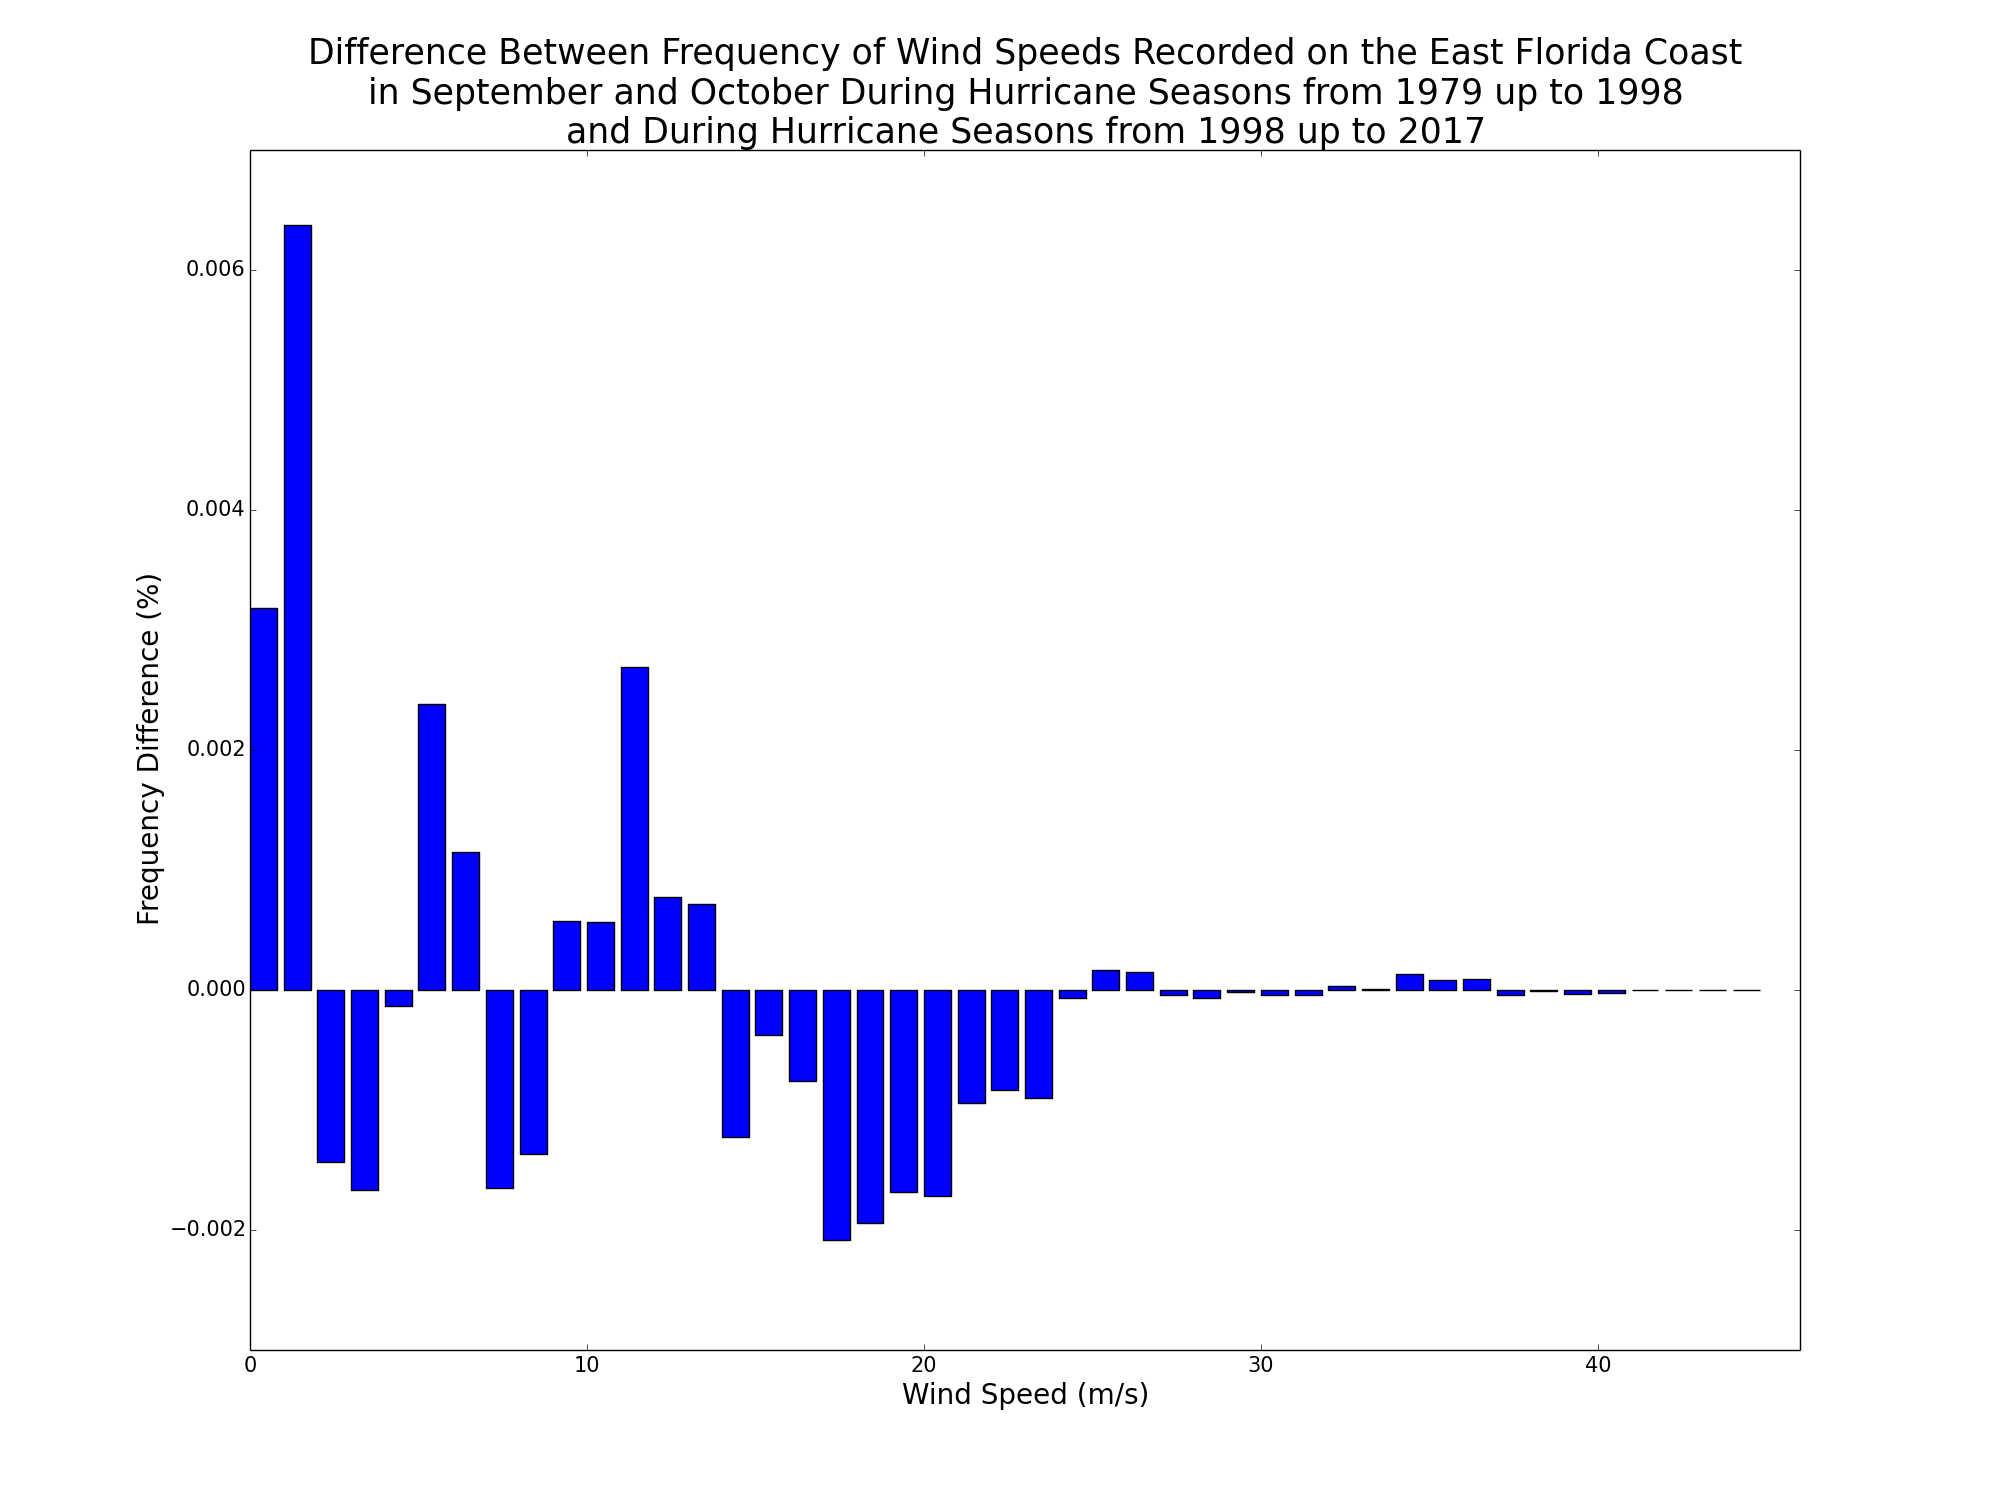 Difference Between Frequency of Wind Speeds Recorded on the East Florida Coast
in September and October During Hurricane Seasons from 1979 up to 1998
and During Hurricane Seasons from 1998 up to 2017
0.006
0.004
0.002
0.000
−0.002
Frequency Difference (%)
0 10 20 30 40
Wind Speed (m/s)